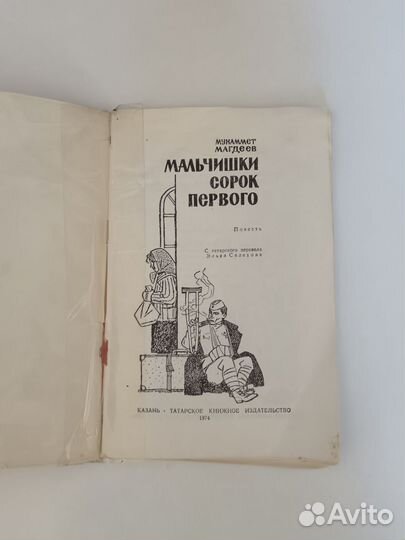 МУХАММЕТ
МАГДЕЕВ
МАЛЬЧИШКИ
СОРОК
ПЕРВОГО
Повесть
С татарского перевела
КАЗАНЬ • ТАТАРСКОЕ КНИЖНОЕ ИЗДАТЕЛЬСТВО
1974
Avito